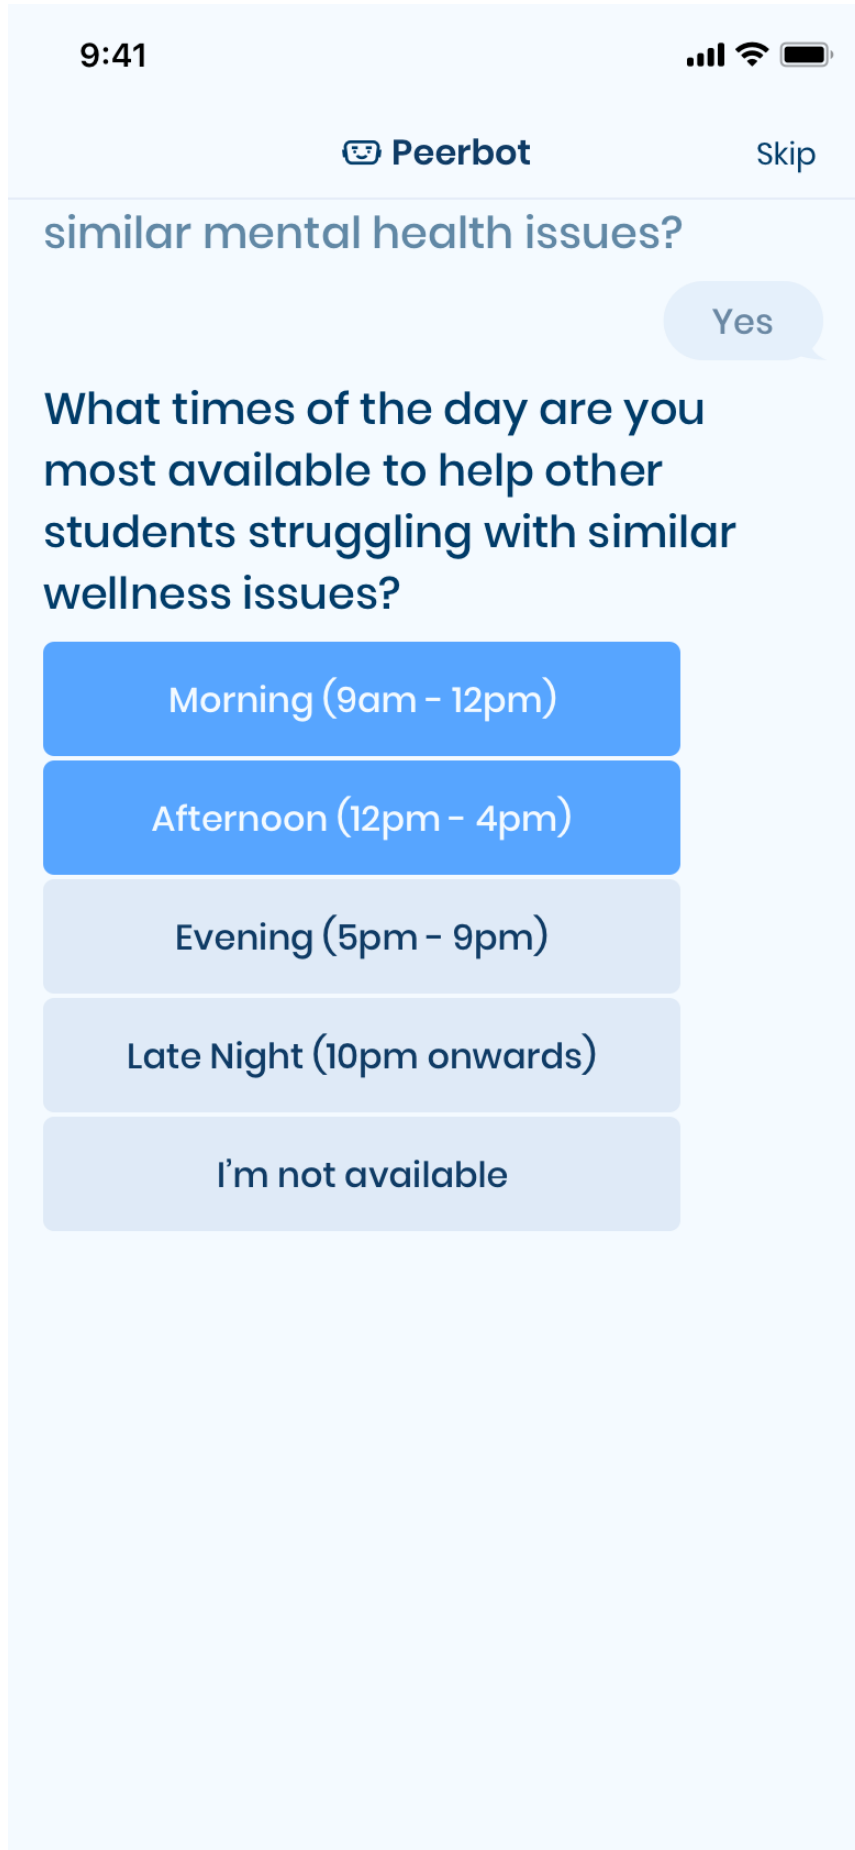 9:41
Peerbot
Skip
similar mental health issues?
Yes
What times of the day are you
most available to help other
students struggling with similar
wellness issues?
Morning (9am - 12pm)
Afternoon (12pm - 4pm)
Evening (5pm - 9pm)
Late Night (10pm onwards)
I’m not available